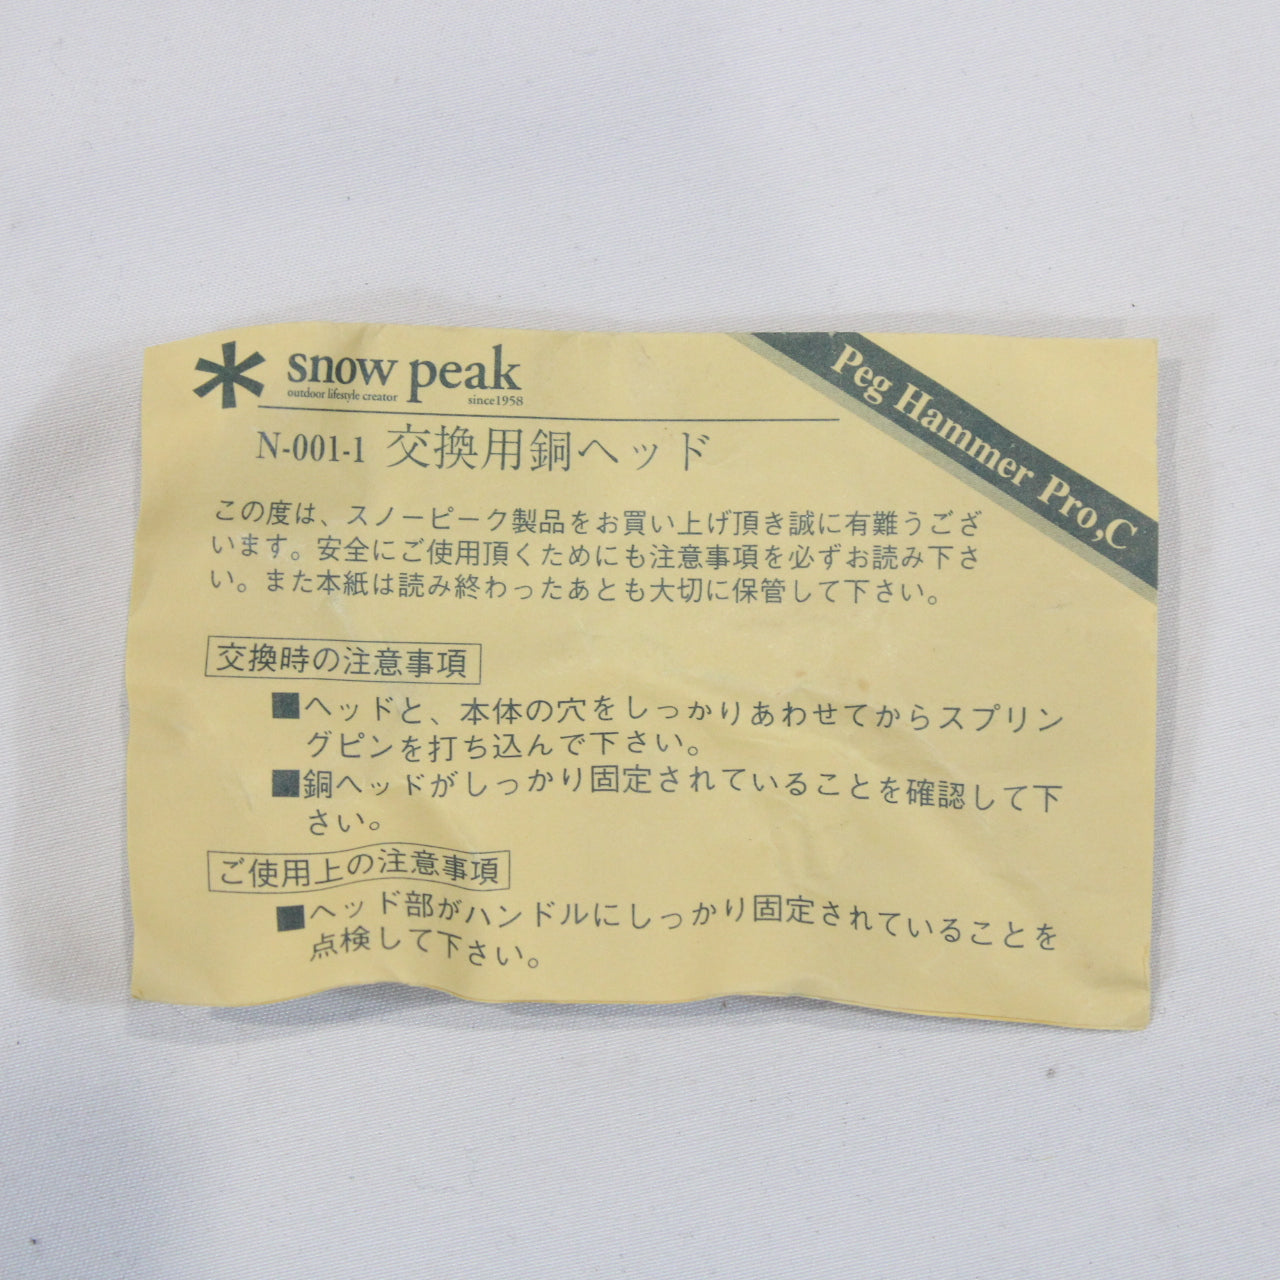 snow peak
outdoor lifestyle creator since1958
Peg Hammer Pro,C
N-001-1 交換用銅ヘッド
この度は、スノーピーク製品をお買い上げ頂き誠に有難うござ
います。安全にご使用頂くためにも注意事項を必ずお読み下さ
い。また本紙は読み終わったあとも大切に保管して下さい。
交換時の注意事項
■ヘッドと、本体の穴をしっかりあわせてからスプリン
グピンを打ち込んで下さい。
■銅ヘッドがしっかり固定されていることを確認して下
さい。
ご使用上の注意事項
■ヘッド部がハンドルにしっかり固定されていることを
点検して下さい。